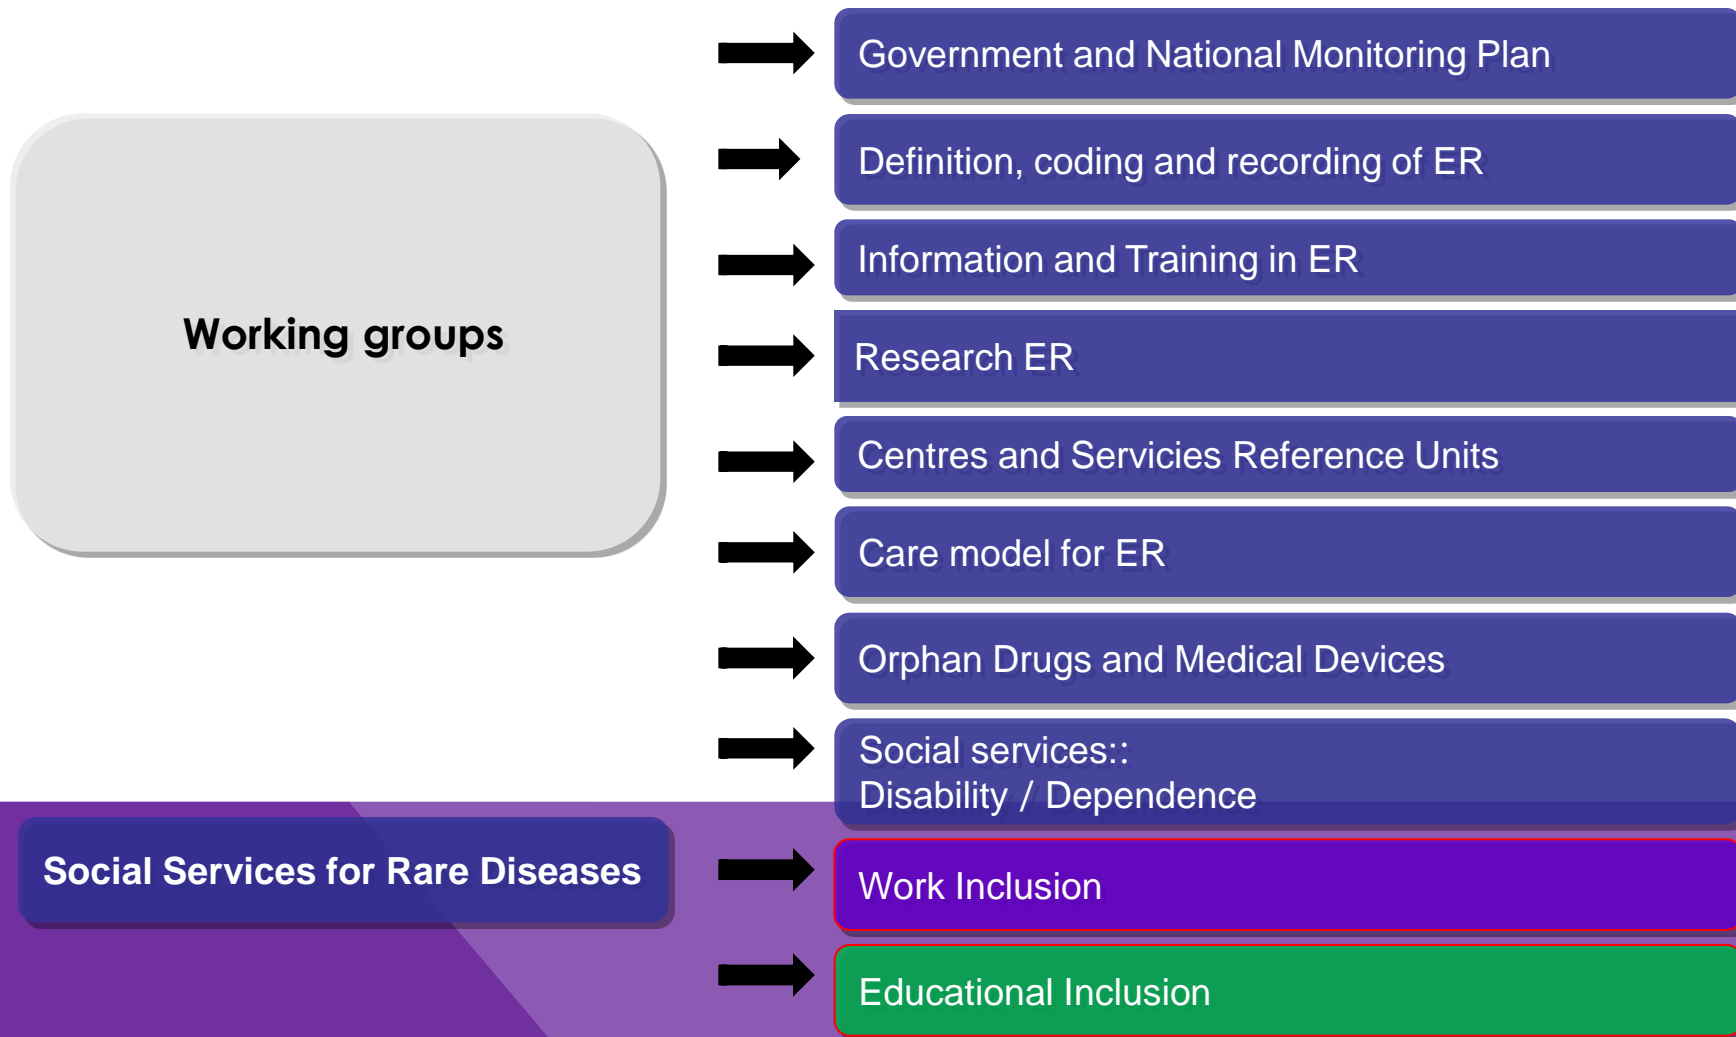 Working groups
Government and National Monitoring Plan
Definition, coding and recording of ER
Information and Training in ER
Research ER
Centres and Servicies Reference Units
Care model for ER
Orphan Drugs and Medical Devices
Social services::
Disability / Dependence
Social Services for Rare Diseases
Work Inclusion
Educational Inclusion